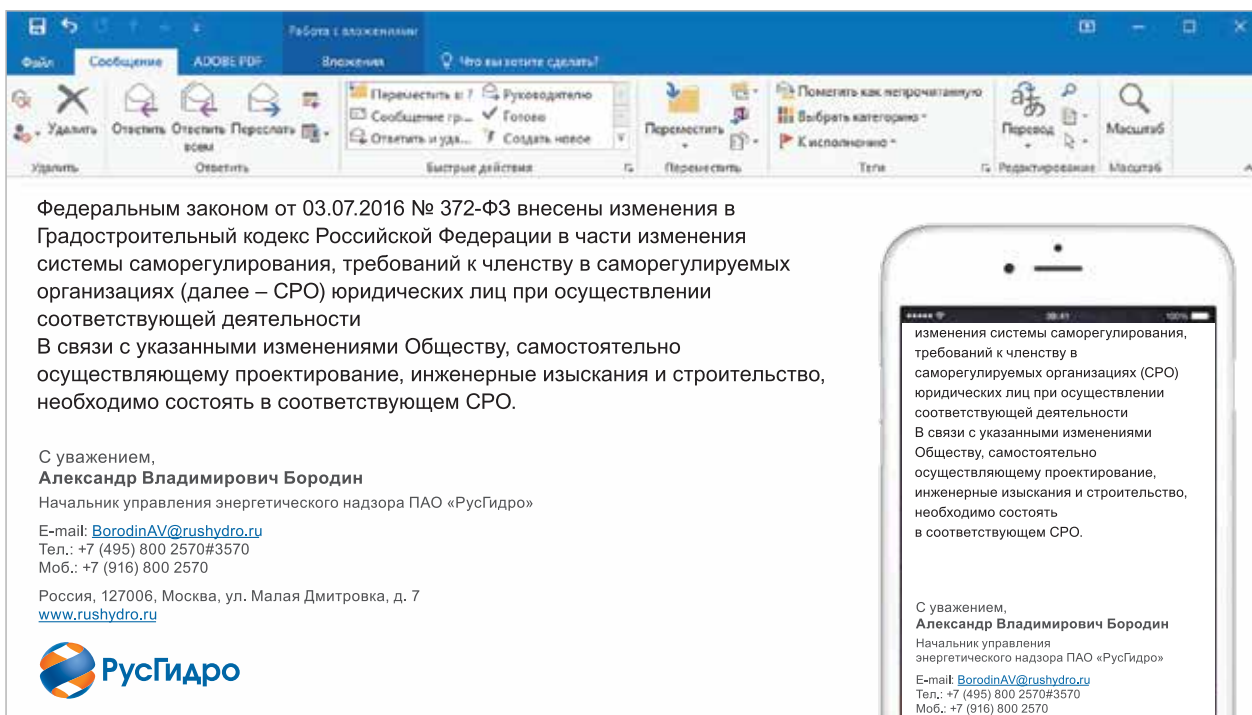 Работа с вложениями
Файл Сообщение ADOBE PDF Вложения Что вы хотите сделать?
Удалить Ответить Ответить всем Переслать
Переместить в: ? Руководителю
Сообщение гр... Готово
Ответить и уда... Создать новое
Переместить
Пометить как непрочитанную
Выбрать категорию
К исполнению
Перевод
Масштаб
Удалить Ответить Быстрые действия Переместить Теги Редактирование Масштаб
Федеральным законом от 03.07.2016 № 372-ФЗ внесены изменения в
Градостроительный кодекс Российской Федерации в части изменения
системы саморегулирования, требований к членству в саморегулируемых
организациях (далее – СРО) юридических лиц при осуществлении
соответствующей деятельности
В связи с указанными изменениями Обществу, самостоятельно
осуществляющему проектирование, инженерные изыскания и строительство,
необходимо состоять в соответствующем СРО.
С уважением,
Александр Владимирович Бородин
Начальник управления энергетического надзора ПАО «РусГидро»
E-mail: BorodinAV@rushydro.ru
Тел.: +7 (495) 800 2570#3570
Моб.: +7 (916) 800 2570
Россия, 127006, Москва, ул. Малая Дмитровка, д. 7
www.rushydro.ru
РусГидро
100%
изменения системы саморегулирования,
требований к членству в
саморегулируемых организациях (СРО)
юридических лиц при осуществлении
соответствующей деятельности
В связи с указанными изменениями
Обществу, самостоятельно
осуществляющему проектирование,
инженерные изыскания и строительство,
необходимо состоять
в соответствующем СРО.
С уважением,
Александр Владимирович Бородин
Начальник управления
энергетического надзора ПАО «РусГидро»
E-mail: BorodinAV@rushydro.ru
Тел.: +7 (495) 800 2570#3570
Моб.: +7 (916) 800 2570